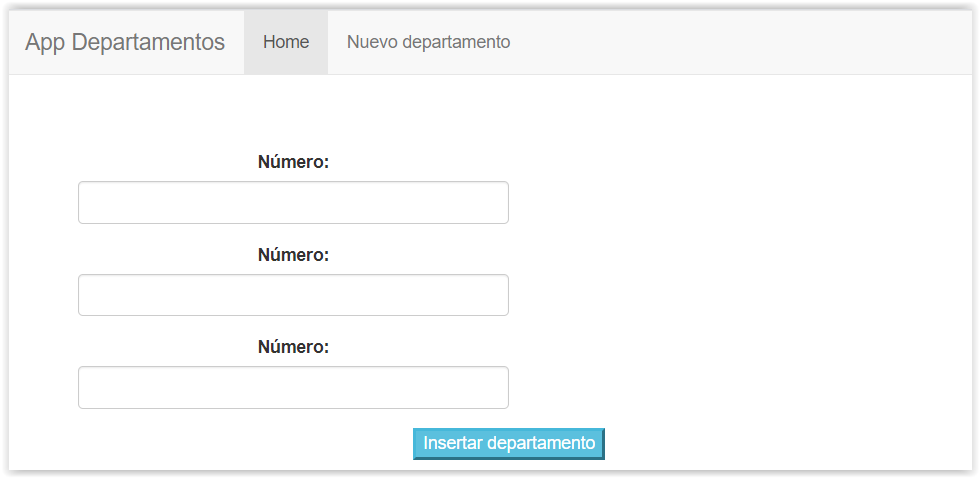 App Departamentos Home Nuevo departamento
Número:
Número:
Número:
Insertar departamento